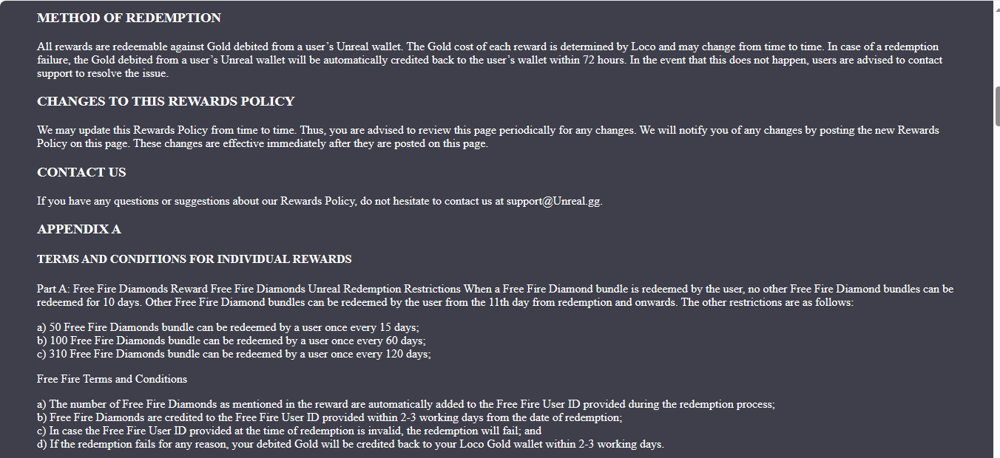 METHOD OF REDEMPTION
All rewards are redeemable against Gold debited from a user’s Unreal wallet. The Gold cost of each reward is determined by Loco and may change from time to time. In case of a redemption
failure, the Gold debited from a user’s Unreal wallet will be automatically credited back to the user’s wallet within 72 hours. In the event that this does not happen, users are advised to contact
support to resolve the issue.
CHANGES TO THIS REWARDS POLICY
We may update this Rewards Policy from time to time. Thus, you are advised to review this page periodically for any changes. We will notify you of any changes by posting the new Rewards
Policy on this page. These changes are effective immediately after they are posted on this page.
CONTACT US
If you have any questions or suggestions about our Rewards Policy, do not hesitate to contact us at support@Unreal.gg.
APPENDIX A
TERMS AND CONDITIONS FOR INDIVIDUAL REWARDS
Part A: Free Fire Diamonds Reward Free Fire Diamonds Unreal Redemption Restrictions When a Free Fire Diamond bundle is redeemed by the user, no other Free Fire Diamond bundles can be
redeemed for 10 days. Other Free Fire Diamond bundles can be redeemed by the user from the 11th day from redemption and onwards. The other restrictions are as follows:
a) 50 Free Fire Diamonds bundle can be redeemed by a user once every 15 days;
b) 100 Free Fire Diamonds bundle can be redeemed by a user once every 60 days;
c) 310 Free Fire Diamonds bundle can be redeemed by a user once every 120 days;
Free Fire Terms and Conditions
a) The number of Free Fire Diamonds as mentioned in the reward are automatically added to the Free Fire User ID provided during the redemption process;
b) Free Fire Diamonds are credited to the Free Fire User ID provided within 2-3 working days from the date of redemption;
c) In case the Free Fire User ID provided at the time of redemption is invalid, the redemption will fail; and
d) If the redemption fails for any reason, your debited Gold will be credited back to your Loco Gold wallet within 2-3 working days.